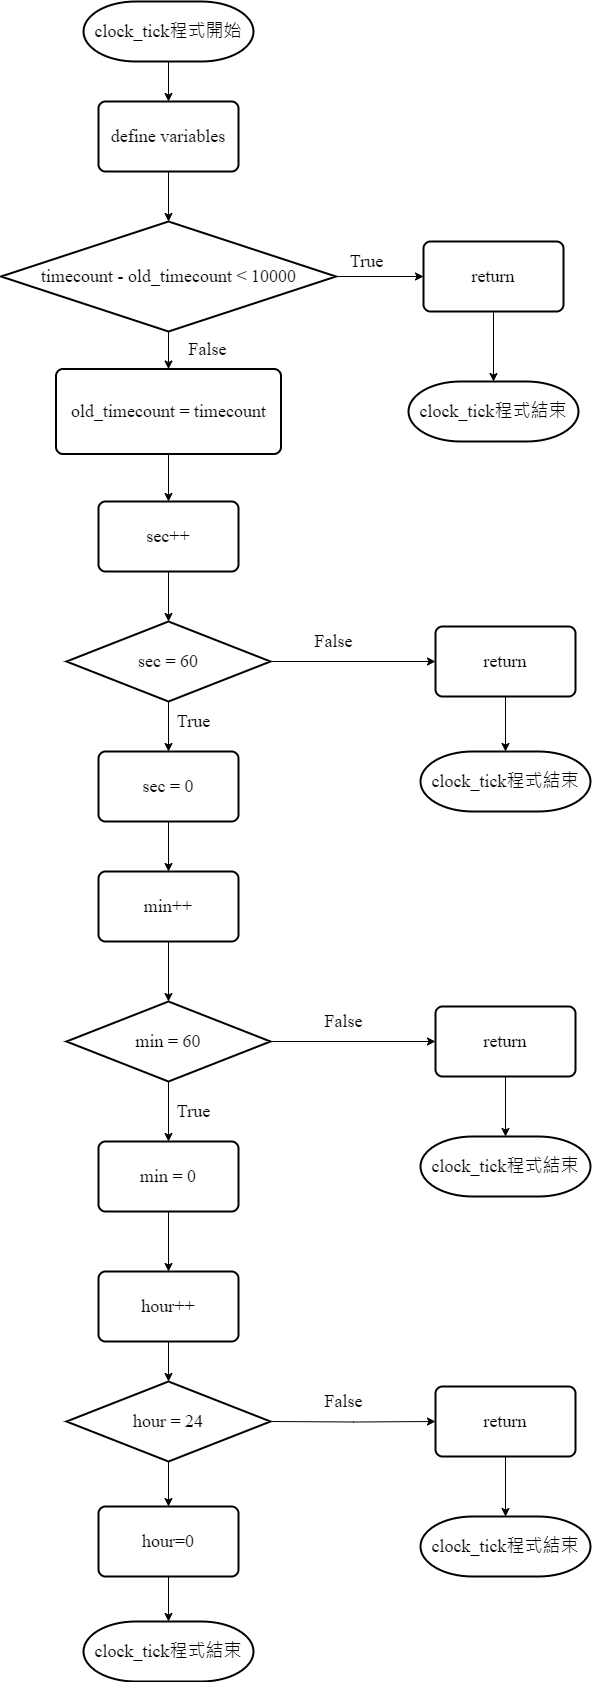 clock_tick程式開始
define variables
timecount - old_timecount < 10000
True
return
False
old_timecount = timecount
clock_tick程式結束
sec++
sec = 60
False
return
True
sec = 0
clock_tick程式結束
min++
min = 60
False
return
True
min = 0
clock_tick程式結束
hour++
hour = 24
False
return
hour=0
clock_tick程式結束
clock_tick程式結束